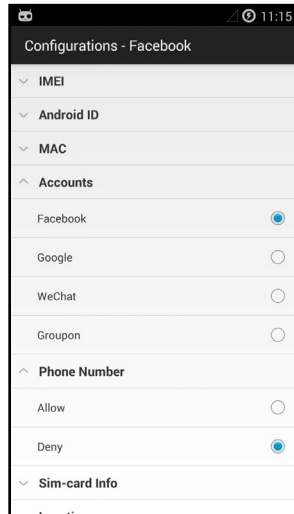 11:15
Configurations - Facebook
IMEI
Android ID
MAC
Accounts
Facebook
Google
WeChat
Groupon
Phone Number
Allow
Deny
Sim-card Info